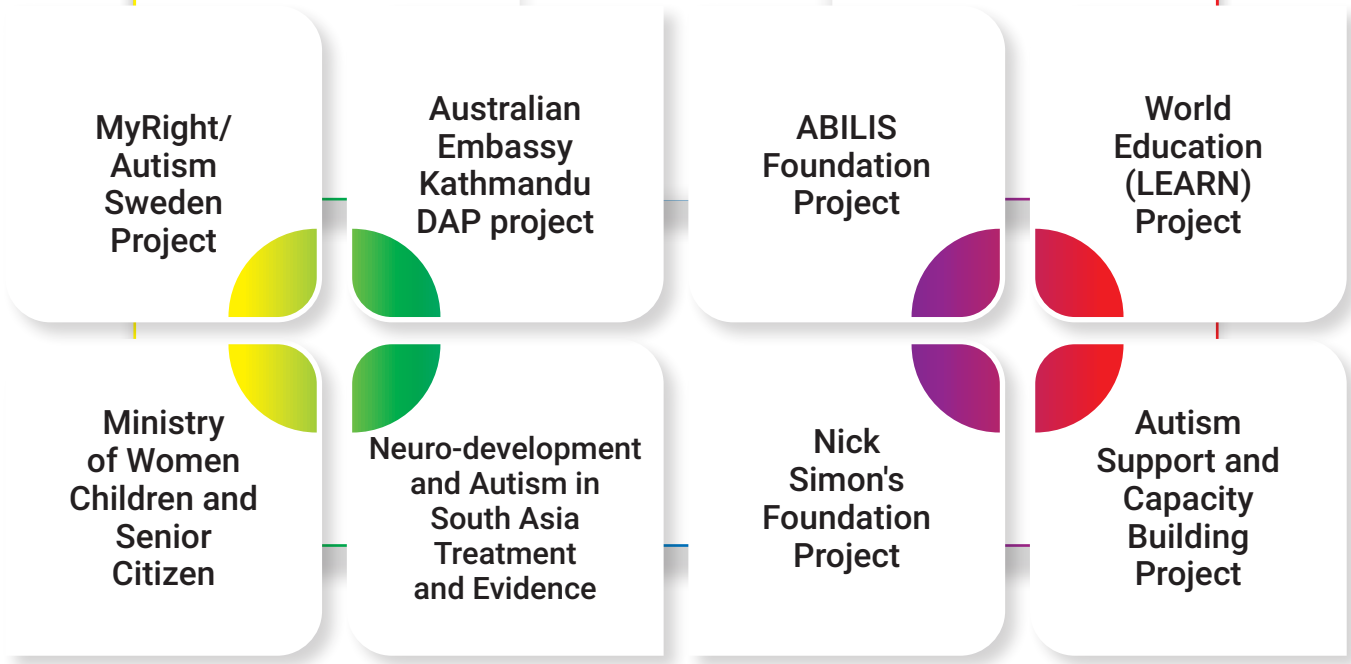 MyRight/
Autism
Sweden
Project
Australian
Embassy
Kathmandu
DAP project
ABILIS
Foundation
Project
World
Education
(LEARN)
Project
Ministry
of Women
Children and
Senior
Citizen
Neuro-development
and Autism in
South Asia
Treatment
and Evidence
Nick
Simon's
Foundation
Project
Autism
Support and
Capacity
Building
Project